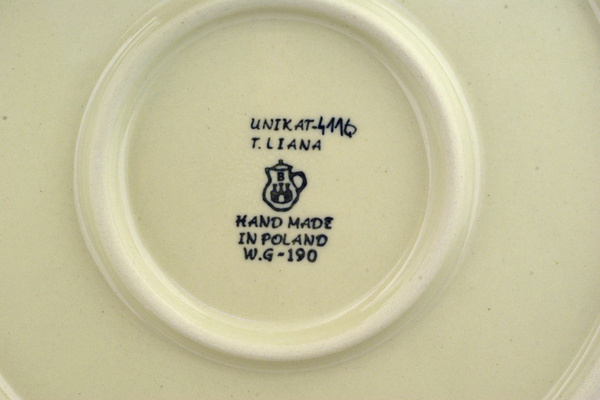 UNIKAT-4116
T. LIANA
B
HAND MADE
IN POLAND
W.G-190